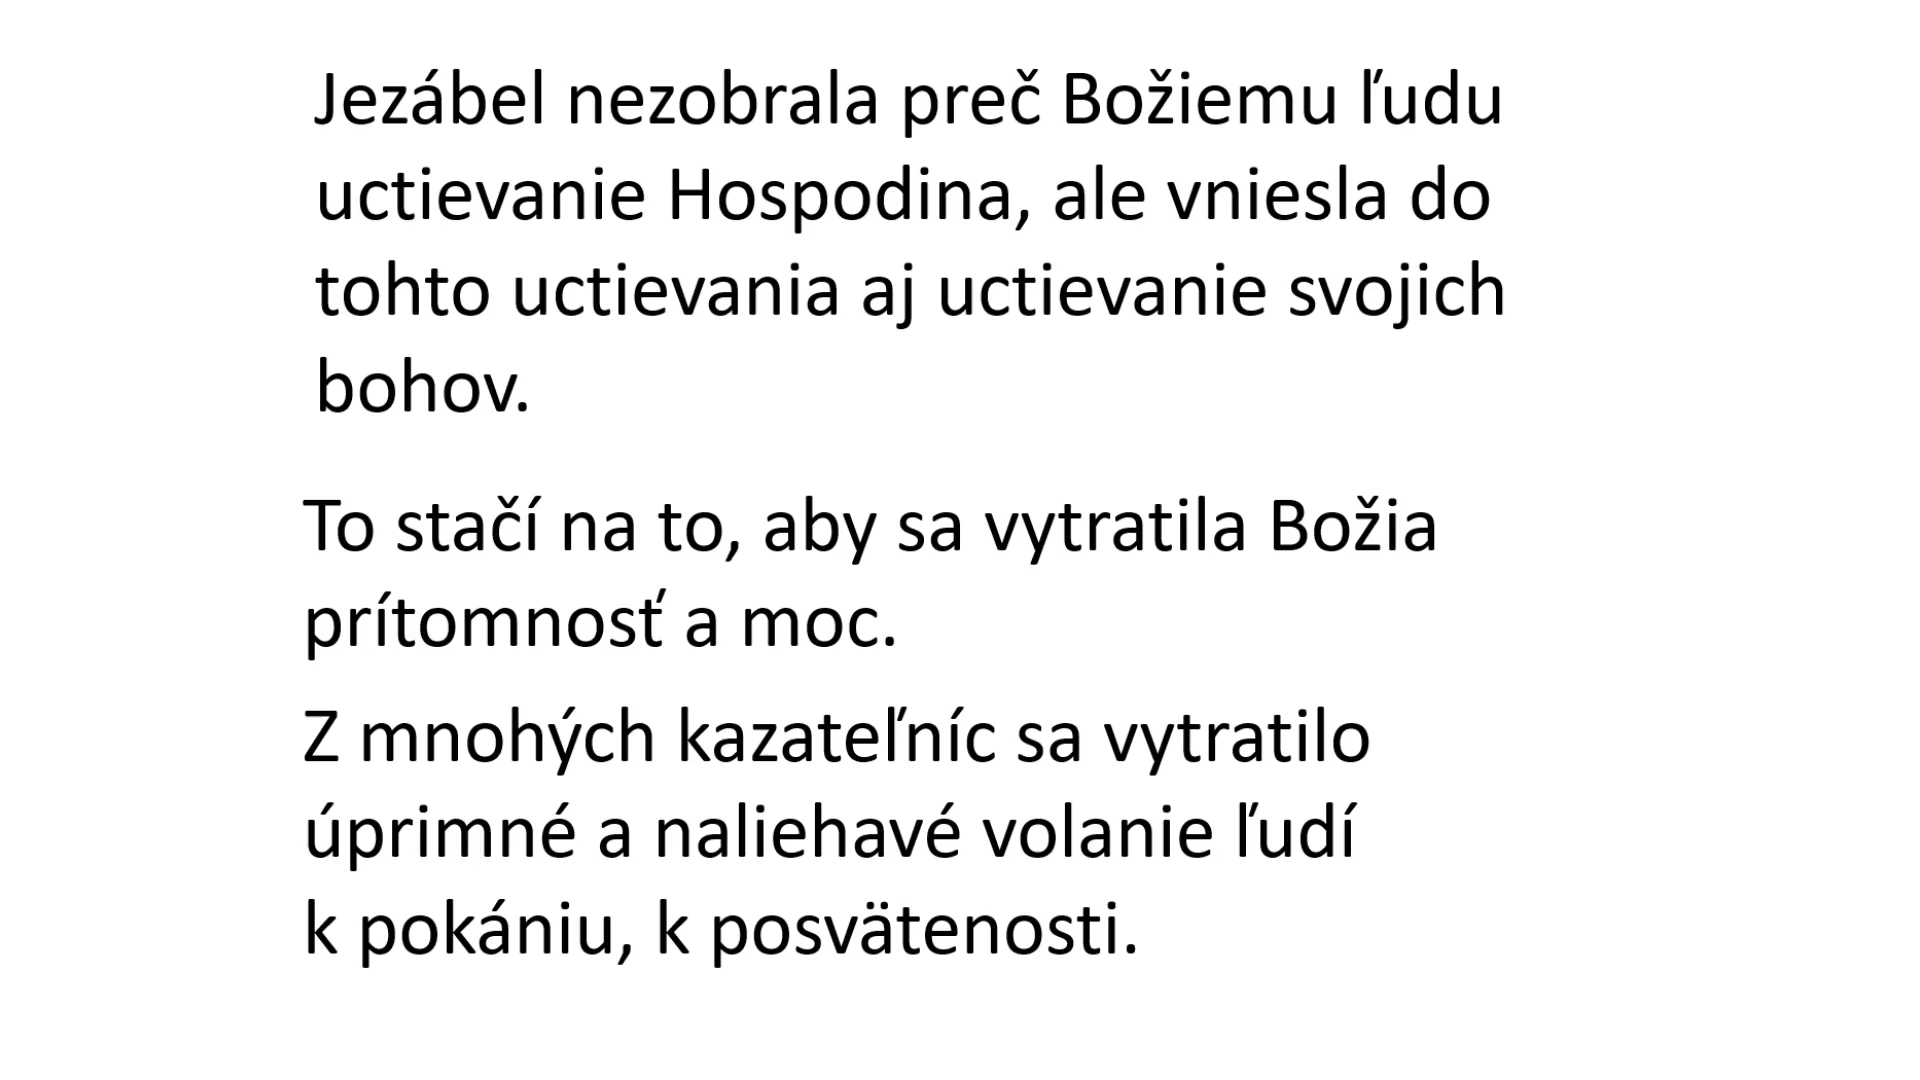 Jezábel nezobrala preč Božiemu ľudu
uctievanie Hospodina, ale vniesla do
tohto uctievania aj uctievanie svojich
bohov.
To stačí na to, aby sa vytratila Božia
prítomnosť a moc.
Z mnohých kazateľníc sa vytratilo
úprimné a naliehavé volanie ľudí
k pokániu, k posvätenosti.